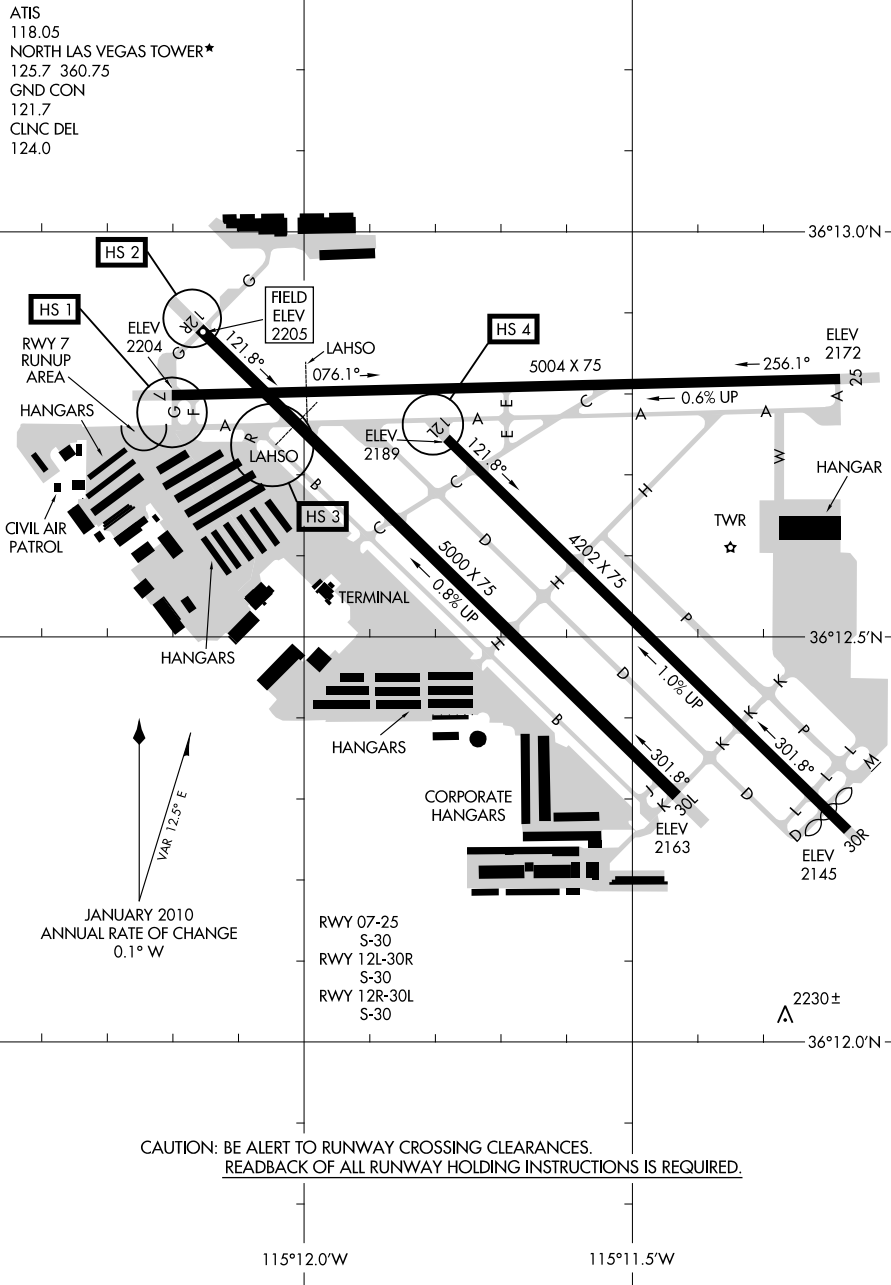 ATIS
118.05
NORTH LAS VEGAS TOWER★
125.7 360.75
GND CON
121.7
CLNC DEL
124.0
36°13.0'N
HS 2
G
HS 1
12R
FIELD
ELEV
2205
ELEV
2204
G
RWY 7
RUNUP
AREA
121.8°
LAHSO
HS 4
ELEV
2172
076.1°
5004 X 75
256.1°
25
0.6% UP
7
G
F
HANGARS
A
R
LAHSO
12L
ELEV
2189
A
E
E
C
A
A
A
121.8°
W
HANGAR
B
C
H
HS 3
C
D
TWR
CIVIL AIR
PATROL
5000 X 75
0.8% UP
4202 X 75
H
TERMINAL
P
HANGARS
H
36°12.5'N
D
1.0% UP
K
K
K
P
B
HANGARS
K
301.8°
301.8°
L
L
M
VAR 12.5° E
CORPORATE
HANGARS
J
K
30L
D
L
D
ELEV
2163
30R
ELEV
2145
JANUARY 2010
ANNUAL RATE OF CHANGE
0.1° W
RWY 07-25
S-30
RWY 12L-30R
S-30
RWY 12R-30L
S-30
2230±
36°12.0'N
CAUTION: BE ALERT TO RUNWAY CROSSING CLEARANCES.
READBACK OF ALL RUNWAY HOLDING INSTRUCTIONS IS REQUIRED.
115°12.0'W
115°11.5'W